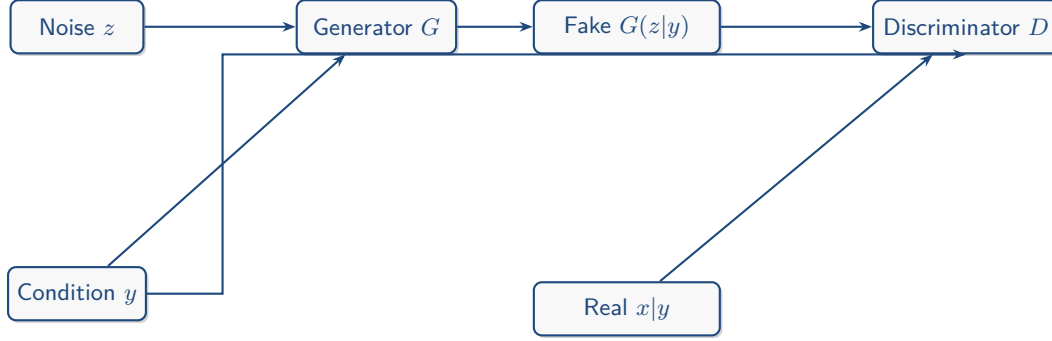 Noise z
Generator G
Fake G(z|y)
Discriminator D
Condition y
Real x|y